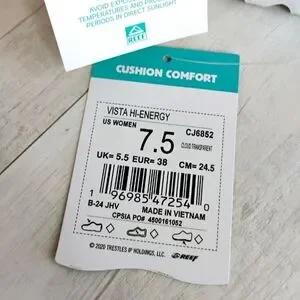 AVOID EXPOSURE
TEMPERATURES AND PRO
PERIODS IN DIRECT SUNLIGHT
REEF
CUSHION COMFORT
VISTA HI-ENERGY
US WOMEN
7.5
CJ6852
CLOUD TRANSPARENT
UK= 5.5 EUR= 38 CM= 24.5
1 96985 47254 0
B-24 JHV MADE IN VIETNAM
CPSIA PO# 4500161052
© 2020 TRESTLES IP HOLDINGS, LLC. REEF